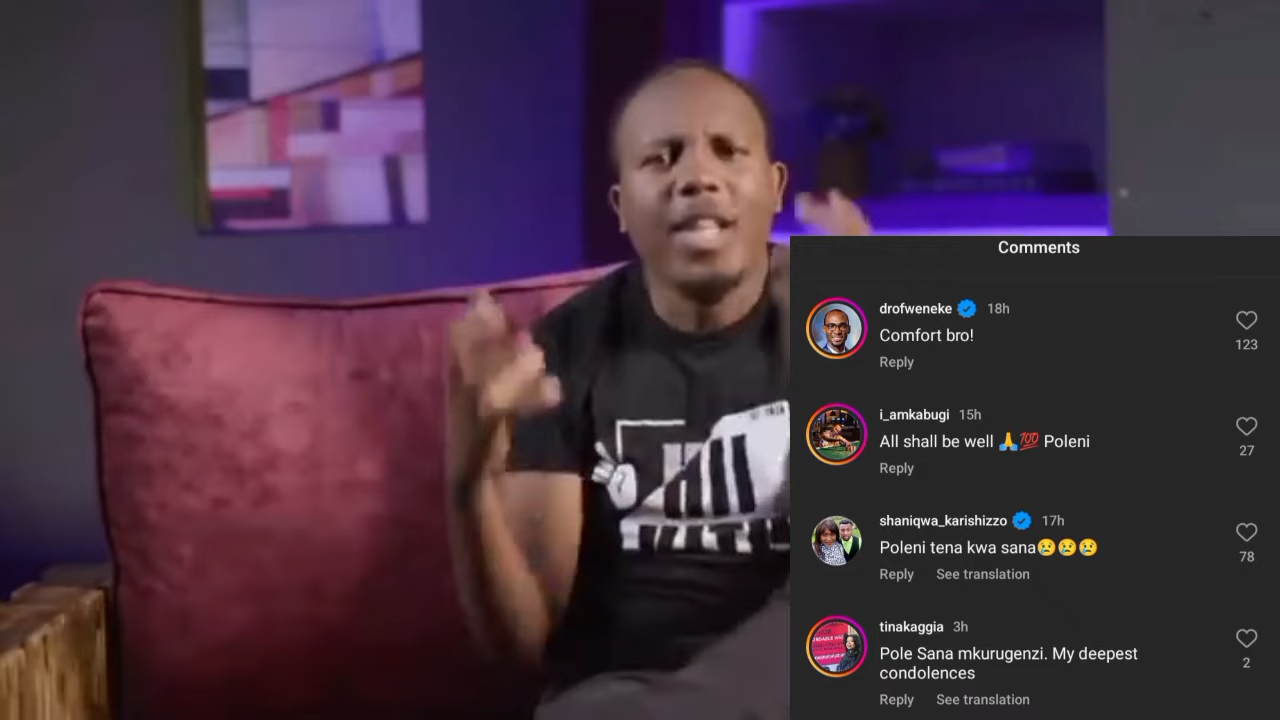 Comments
drofweneke 18h
Comfort bro!
Reply
123
i_amkabugi 15h
All shall be well 🙏💯 Poleni
Reply
27
shaniqwa_karishizzo 17h
Poleni tena kwa sana😢😢😢
Reply See translation
78
tinakaggia 3h
Pole Sana mkurugenzi. My deepest
condolences
Reply See translation
2